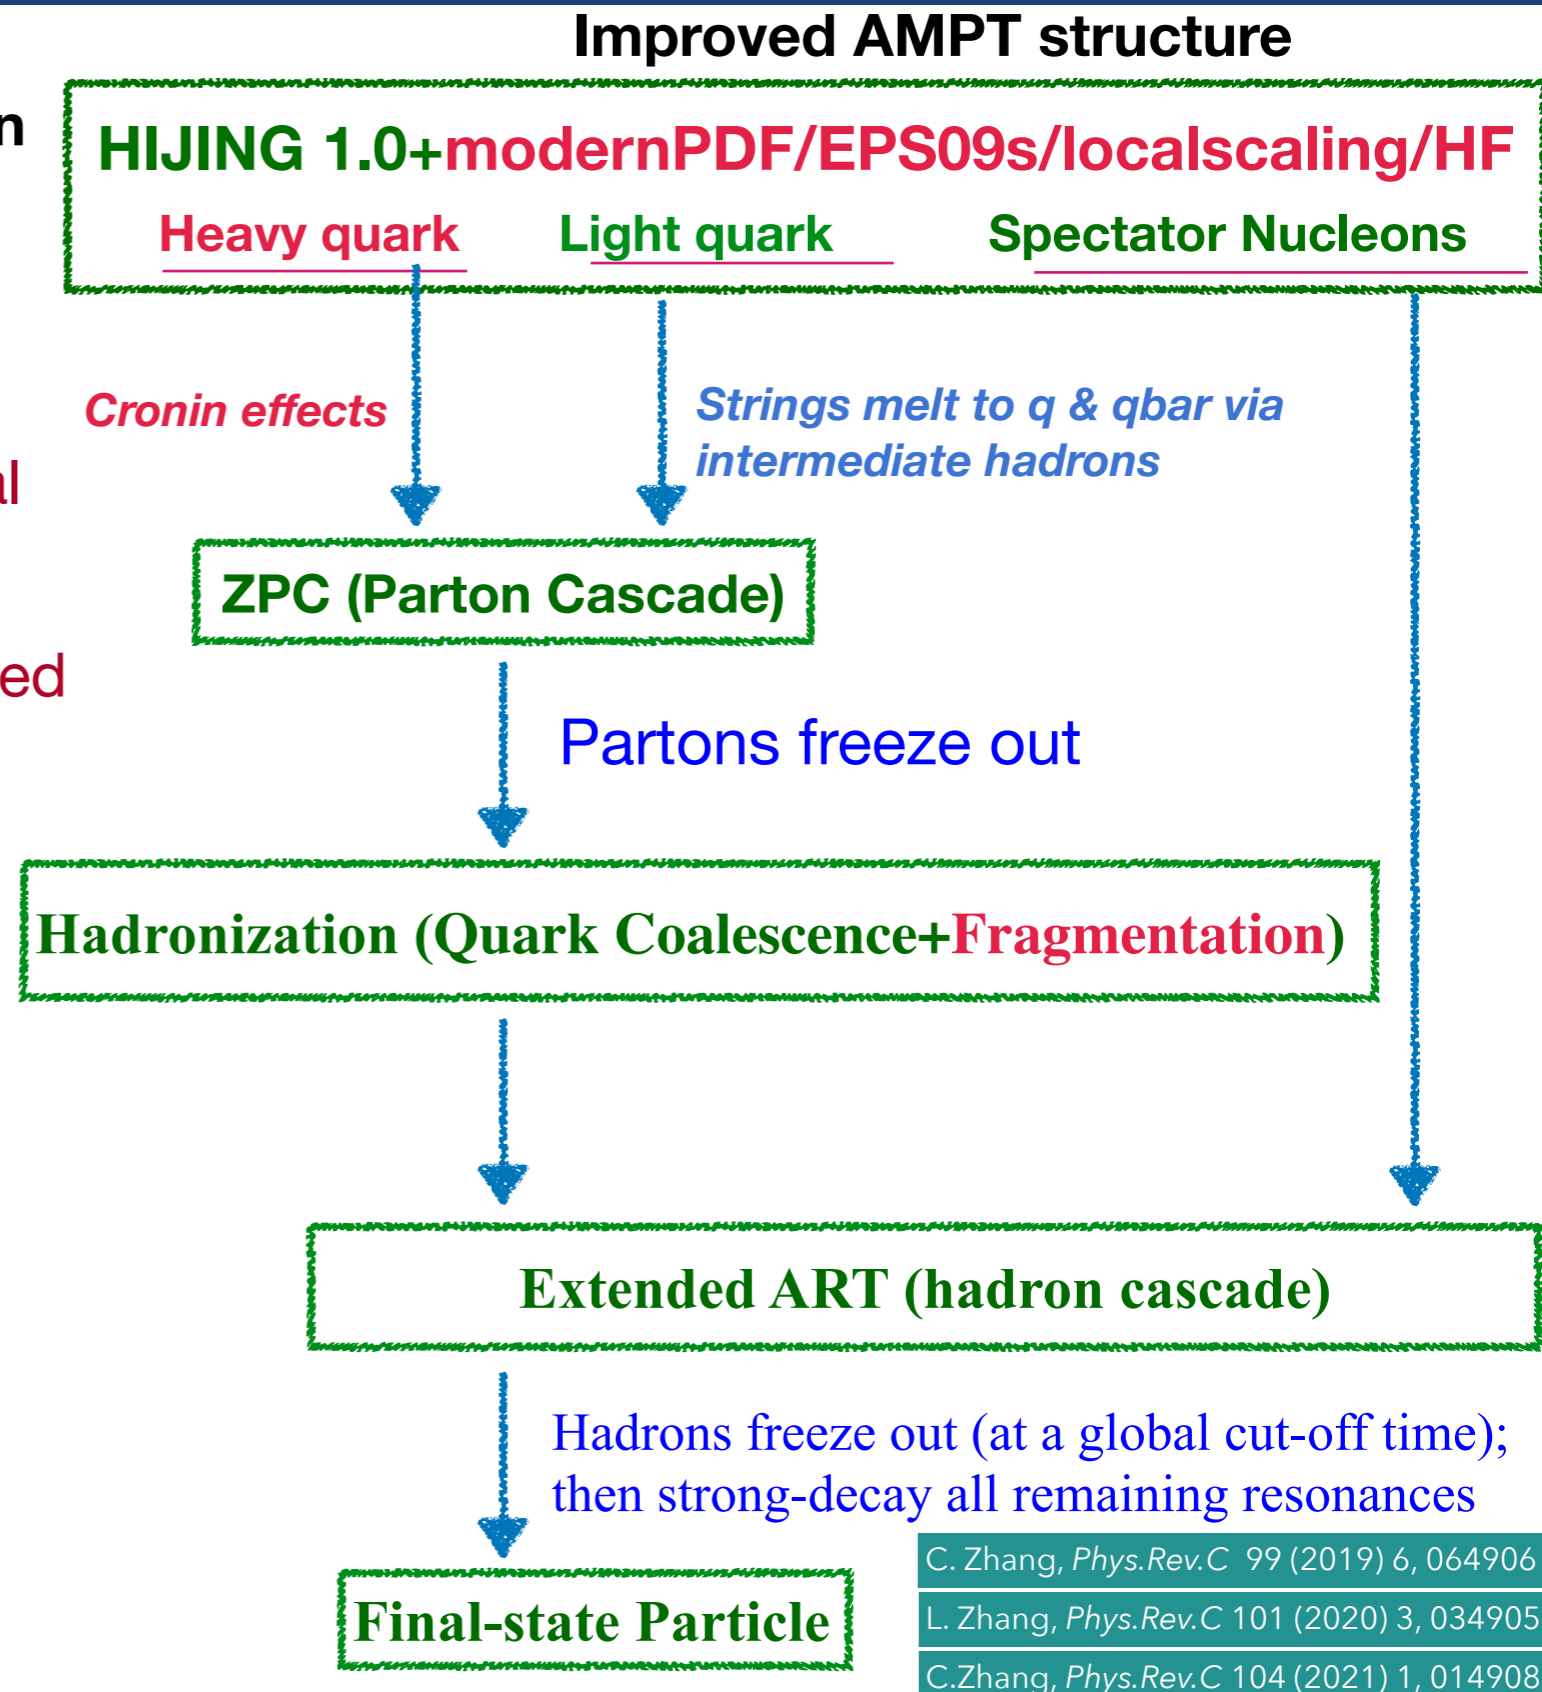 Improved AMPT structure
n
HIJING 1.0+modernPDF/EPS09s/localscaling/HF
Heavy quark Light quark Spectator Nucleons
Cronin effects
Strings melt to q & qbar via
intermediate hadrons
al
ZPC (Parton Cascade)
ed
Partons freeze out
Hadronization (Quark Coalescence+Fragmentation)
Extended ART (hadron cascade)
Hadrons freeze out (at a global cut-off time);
then strong-decay all remaining resonances
Final-state Particle
C. Zhang, Phys.Rev.C 99 (2019) 6, 064906
L. Zhang, Phys.Rev.C 101 (2020) 3, 034905
C.Zhang, Phys.Rev.C 104 (2021) 1, 014908